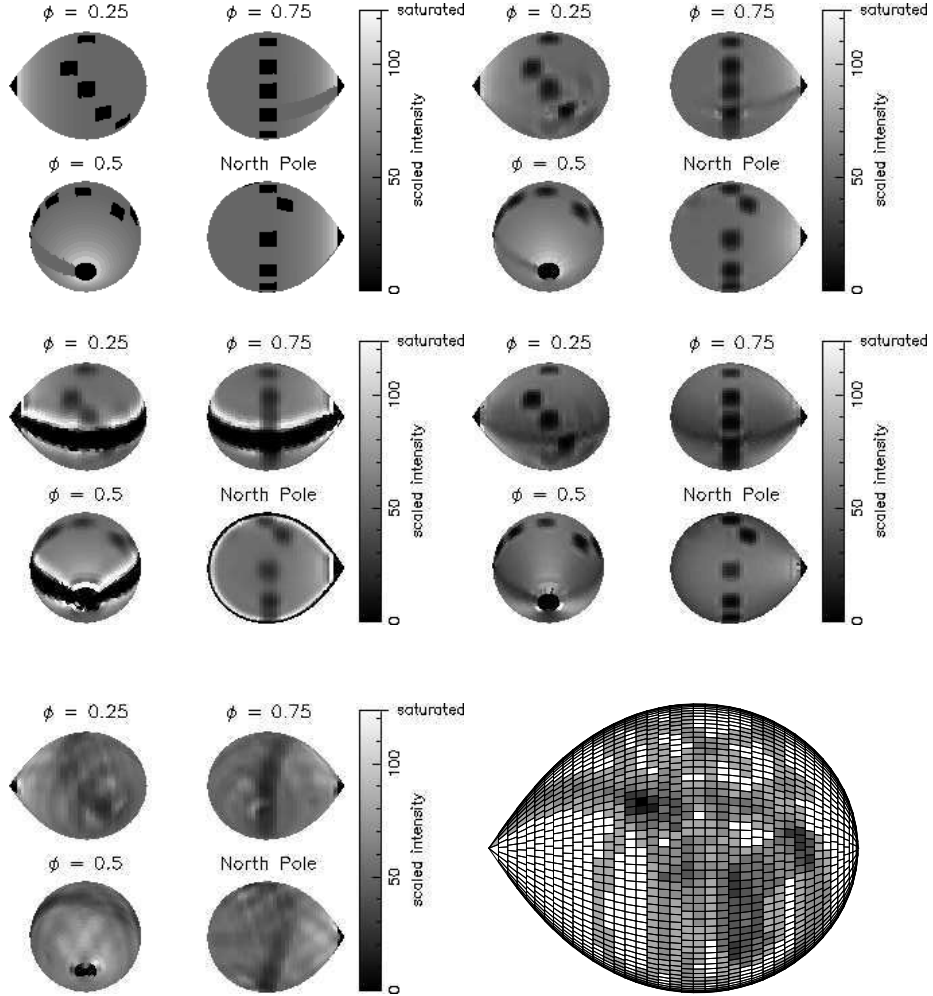 ϕ = 0.25
ϕ = 0.75
saturated
100
scaled intensity
50
0
ϕ = 0.5
North Pole
ϕ = 0.25
ϕ = 0.75
saturated
100
scaled intensity
50
0
ϕ = 0.5
North Pole
ϕ = 0.25
ϕ = 0.75
saturated
100
scaled intensity
50
0
ϕ = 0.5
North Pole
ϕ = 0.25
ϕ = 0.75
saturated
100
scaled intensity
50
0
ϕ = 0.5
North Pole
ϕ = 0.25
ϕ = 0.75
saturated
100
scaled intensity
50
0
ϕ = 0.5
North Pole